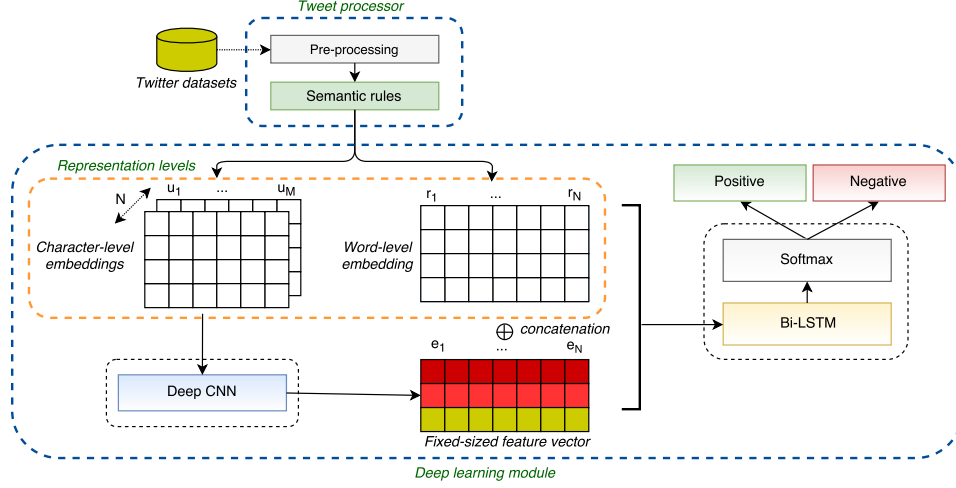 Tweet processor
Pre-processing
Twitter datasets
Semantic rules
Representation levels
N
u1 ... uM
r1 ... rN
Character-level
embeddings
Word-level
embedding
Positive
Negative
Softmax
Bi-LSTM
concatenation
e1 ... eN
Deep CNN
Fixed-sized feature vector
Deep learning module